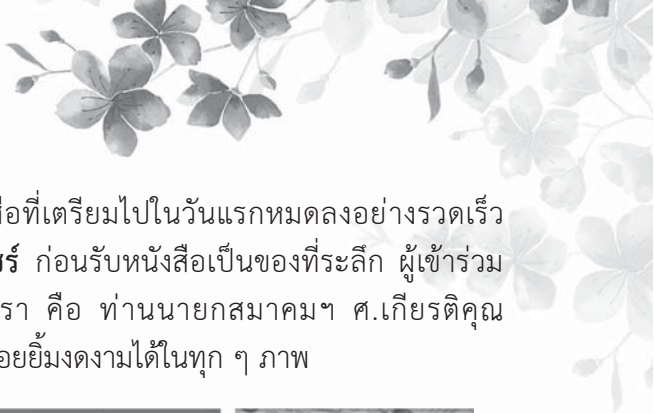 สือที่เตรียมไปในวันแรกหมดลงอย่างรวดเร็ว
ชร์ ก่อนรับหนังสือเป็นของที่ระลึก ผู้เข้าร่วม
รา คือ ท่านนายกสมาคมฯ ศ.เกียรติคุณ
อยยิ้มงดงามได้ในทุก ๆ ภาพ